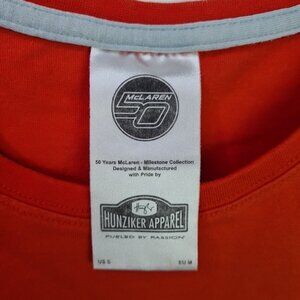 McLAREN
50
50 Years McLaren - Milestone Collection
Designed & Manufactured
with Pride by
HUNZIKER APPAREL
FUELED BY PASSION
US S EU M